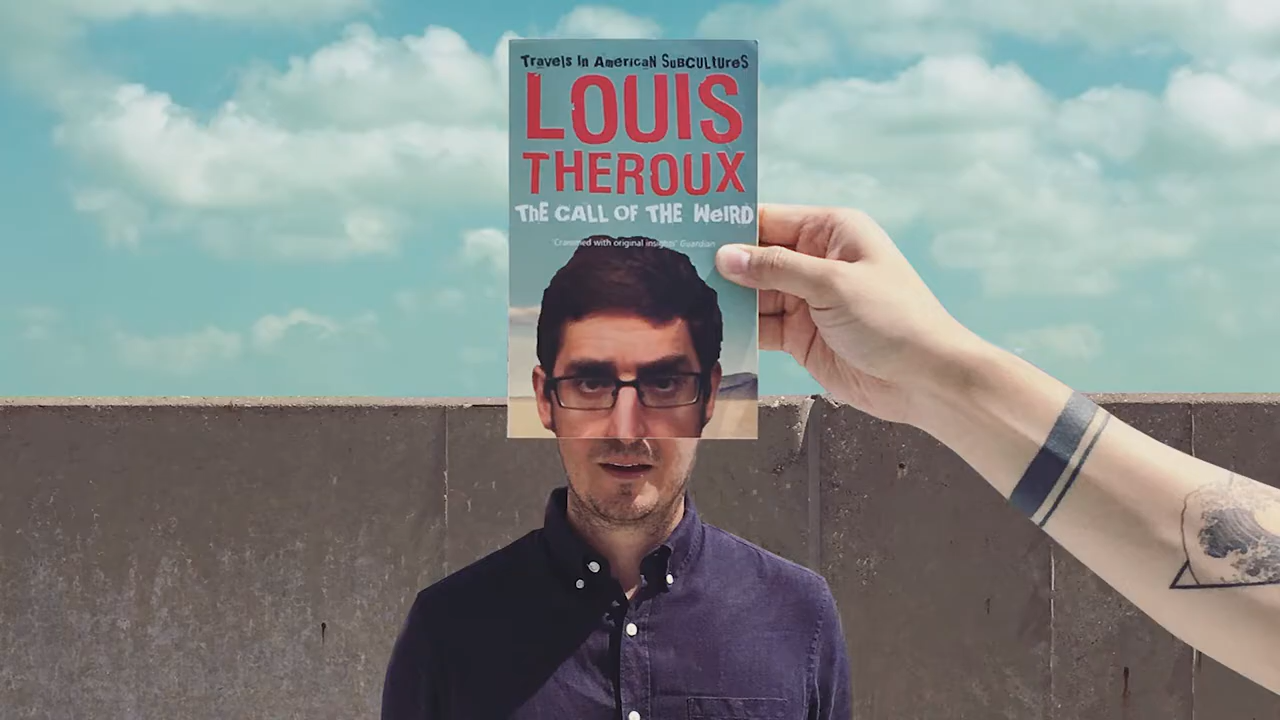 Travels In American Subcultures
LOUIS
THEROUX
THE CALL OF THE WEIRD
'Crammed with original insights' Guardian